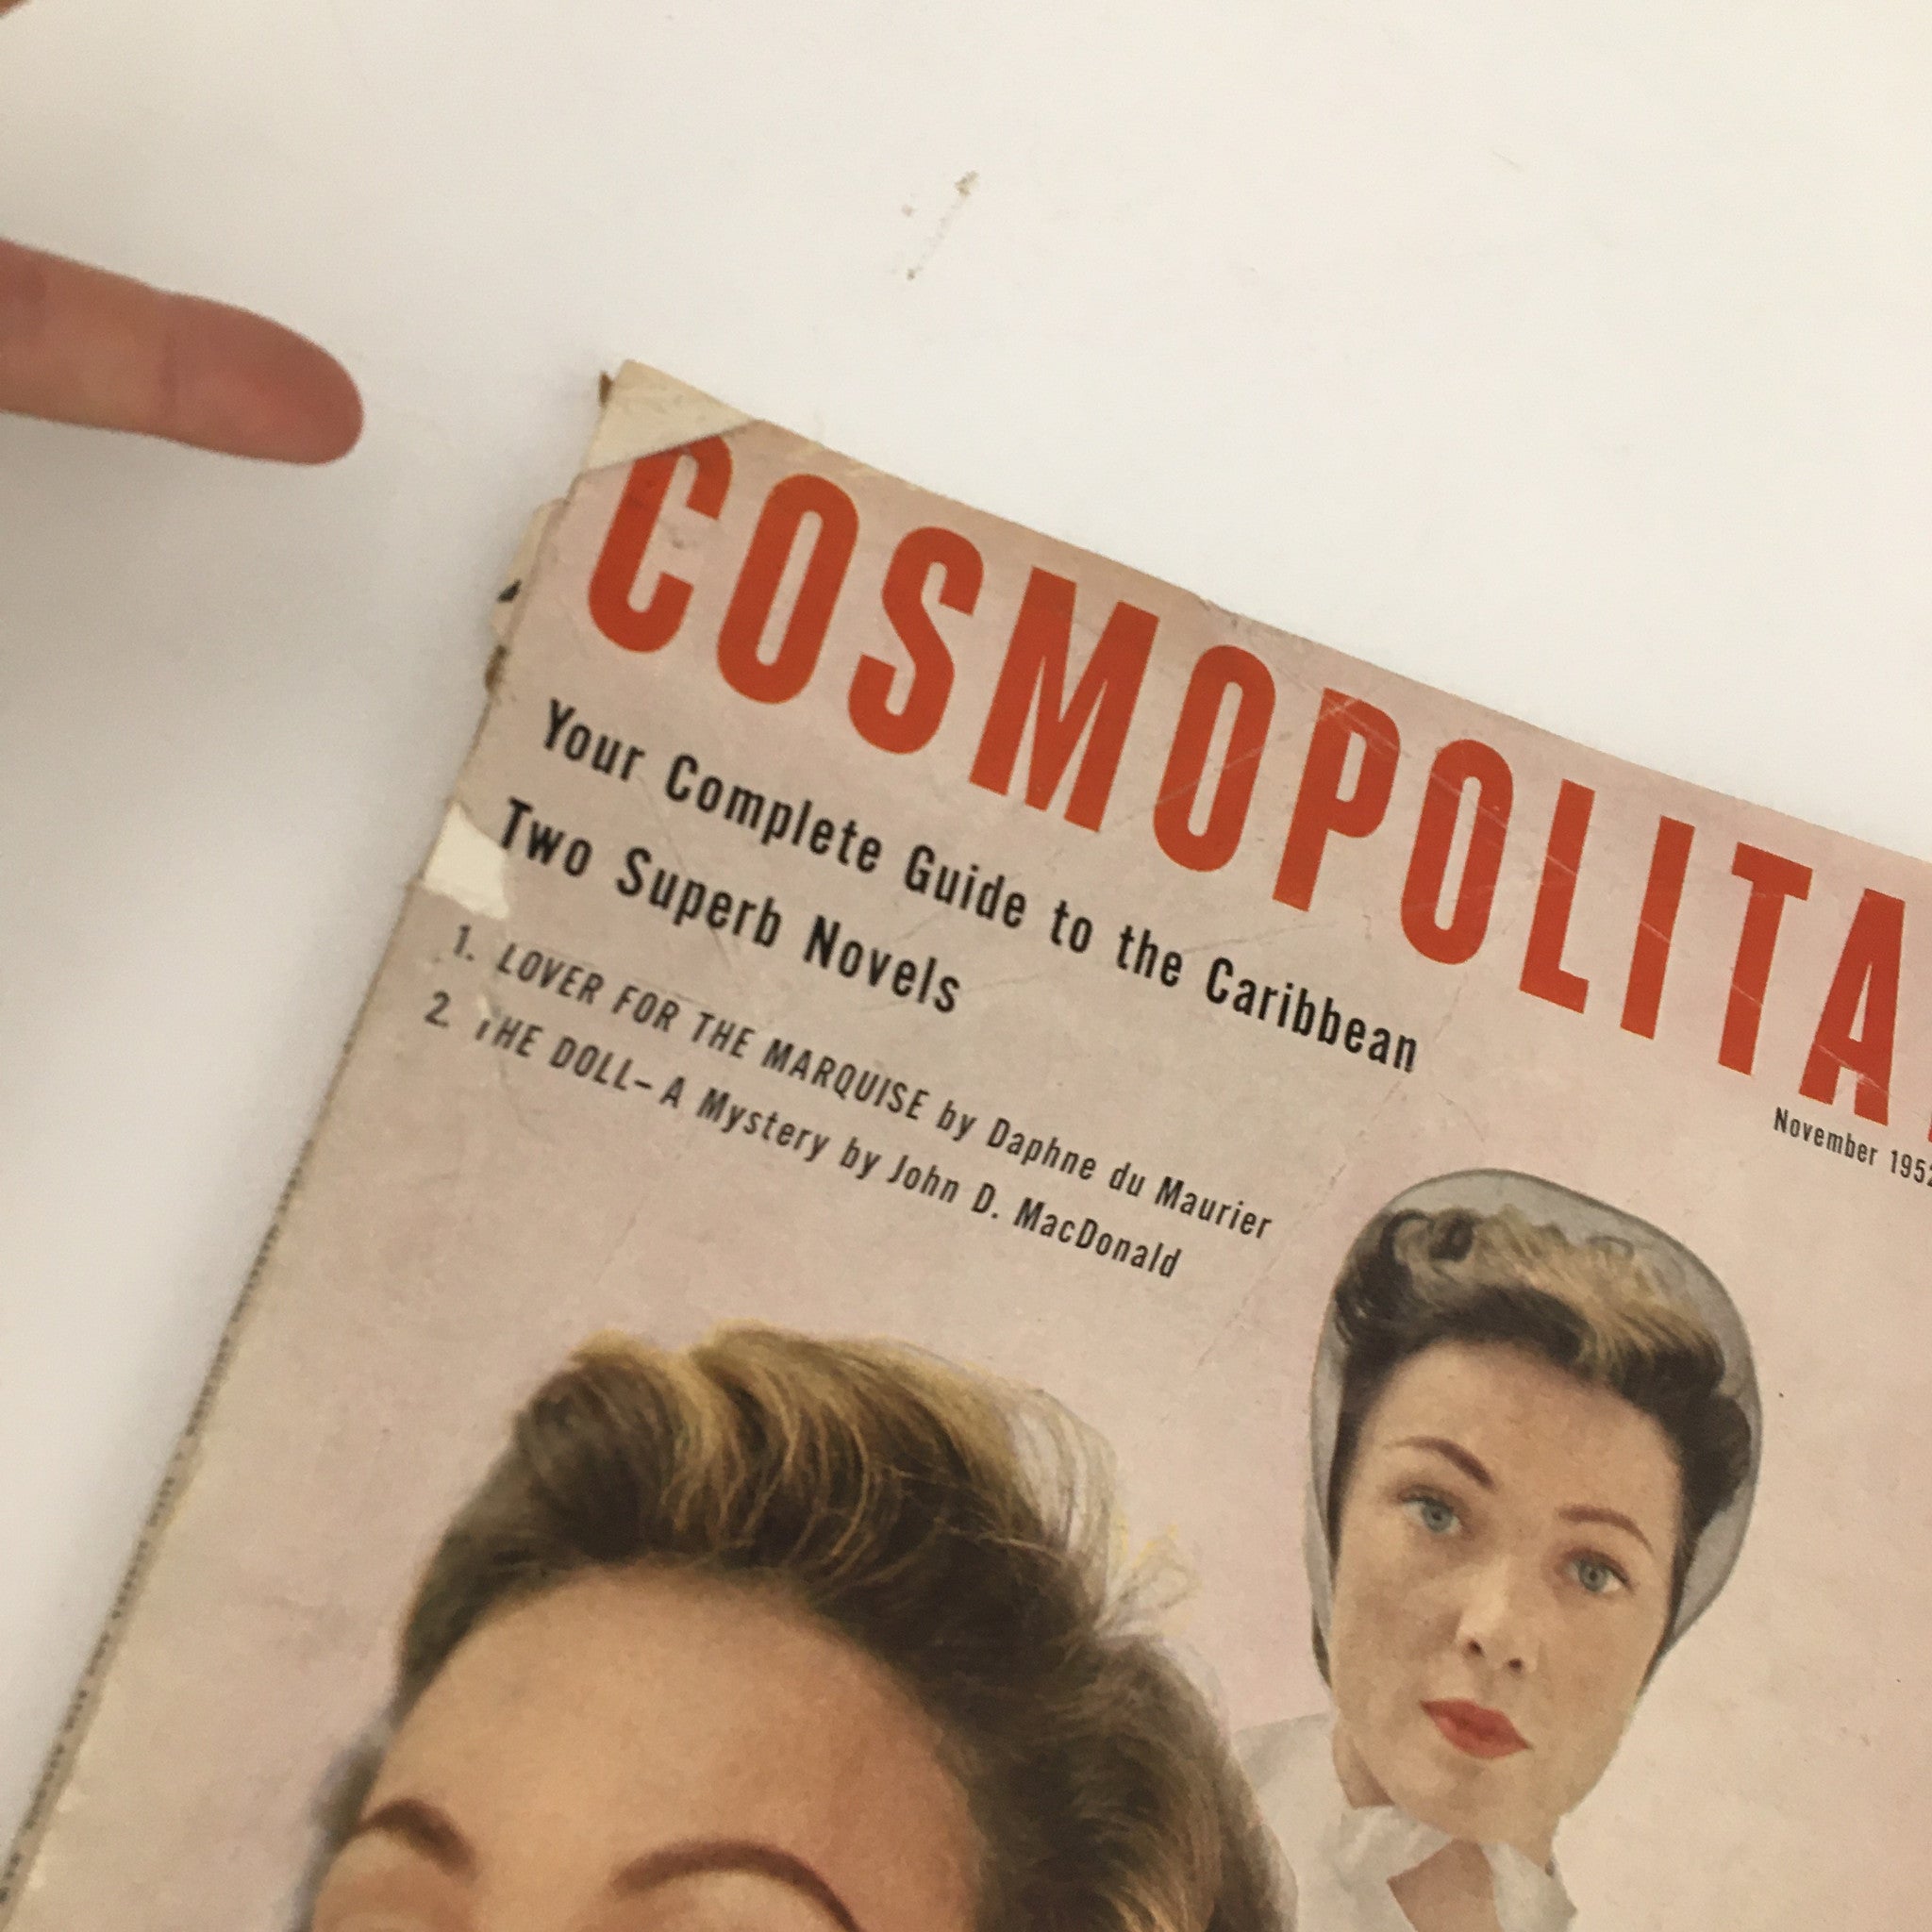 COSMOPOLITA
Your Complete Guide to the Caribbean
Two Superb Novels
1. LOVER FOR THE MARQUISE by Daphne du Maurier
2. THE DOLL– A Mystery by John D. MacDonald
November 1952